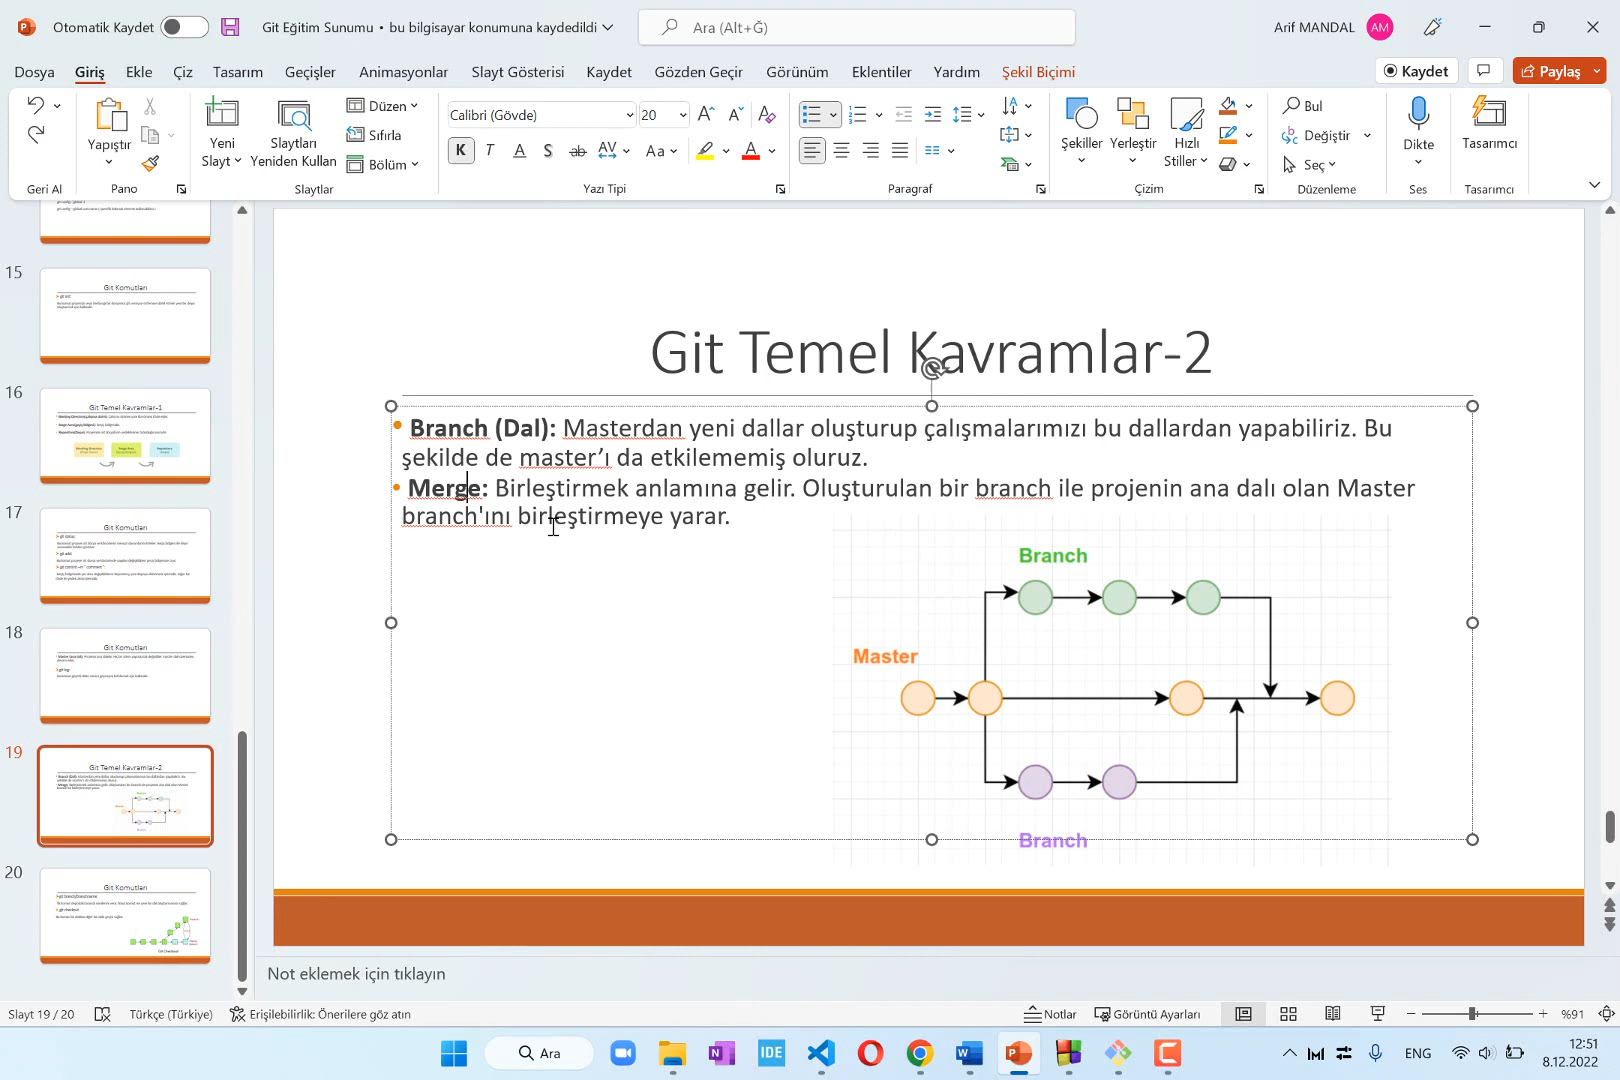 Otomatik Kaydet
Git Eğitim Sunumu • bu bilgisayar konumuna kaydedildi
Ara (Alt+Ğ)
Arif MANDAL AM
Dosya Giriş Ekle Çiz Tasarım Geçişler Animasyonlar Slayt Gösterisi Kaydet Gözden Geçir Görünüm Eklentiler Yardım Şekil Biçimi
Kaydet Paylaş
Yapıştır
Yeni Slayt
Slaytları Yeniden Kullan
Düzen
Sıfırla
Bölüm
Calibri (Gövde) 20
K T A S ab AV Aa A
Şekiller Yerleştir Hızlı Stiller
Bul
Değiştir
Seç
Dikte
Tasarımcı
Geri Al Pano Slaytlar Yazı Tipi Paragraf Çizim Düzenleme Ses Tasarımcı
15
Git Komutları
16
Git Temel Kavramlar-1
17
Git Komutları
18
Git Komutları
19
Git Temel Kavramlar-2
20
Git Komutları
Git Temel Kavramlar-2
• Branch (Dal): Masterdan yeni dallar oluşturup çalışmalarımızı bu dallardan yapabiliriz. Bu
şekilde de master’ı da etkilememiş oluruz.
• Merge: Birleştirmek anlamına gelir. Oluşturulan bir branch ile projenin ana dalı olan Master
branch'ını birleştirmeye yarar.
Branch
Master
Branch
Not eklemek için tıklayın
Slayt 19 / 20 Türkçe (Türkiye) Erişilebilirlik: Önerilere göz atın Notlar Görüntü Ayarları %91
Ara
IDE
ENG
12:51
8.12.2022